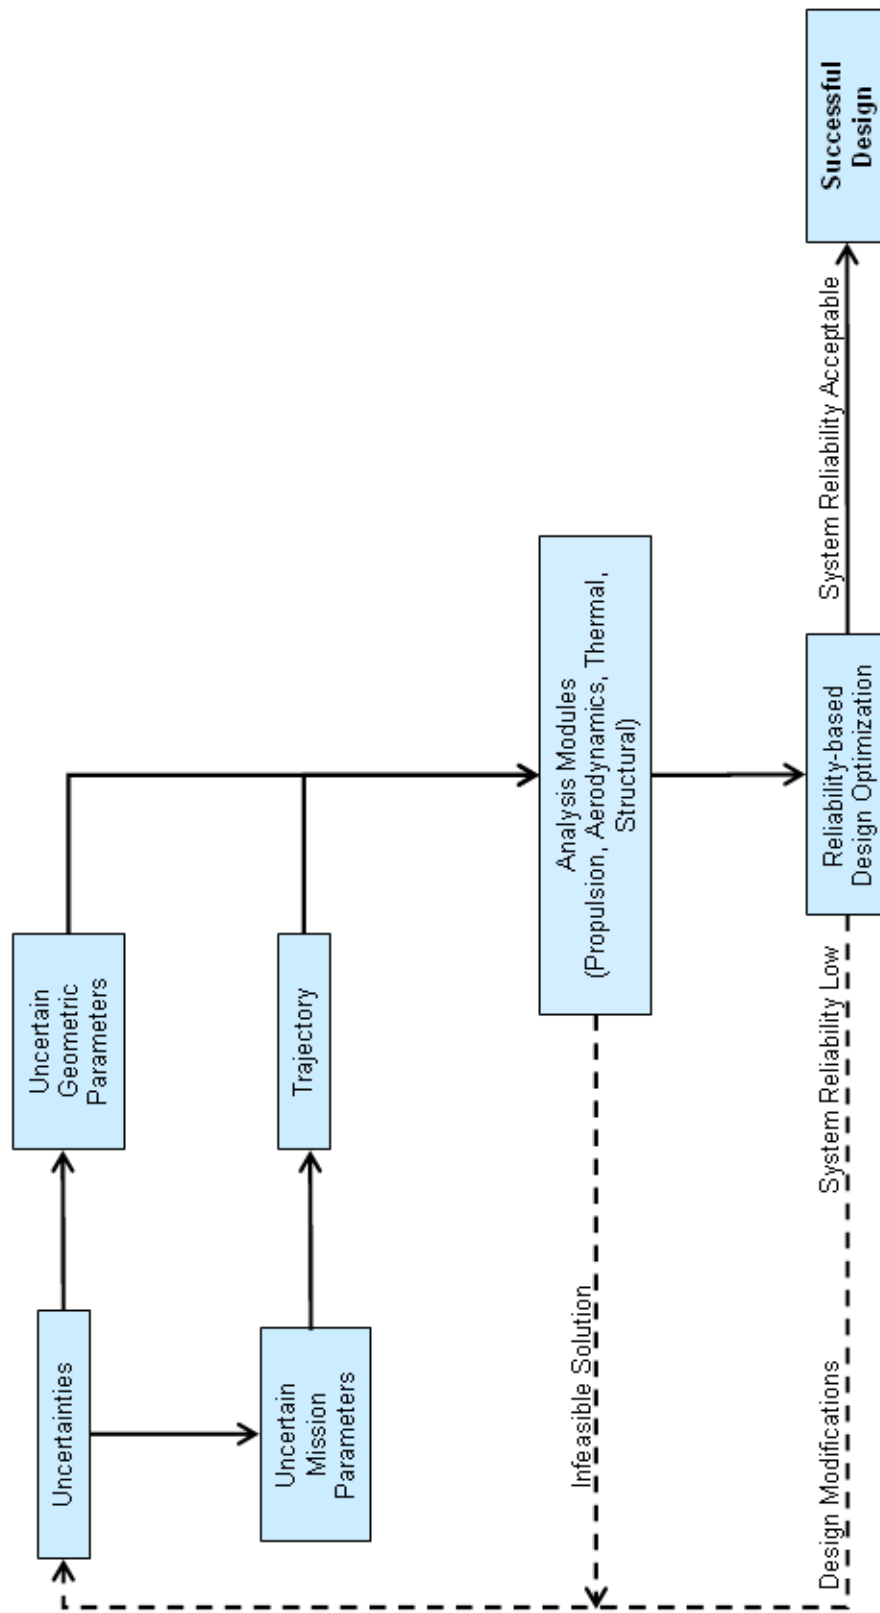 Uncertainties
Uncertain
Geometric
Parameters
Uncertain
Mission
Parameters
Trajectory
Analysis Modules
(Propulsion, Aerodynamics, Thermal,
Structural)
Infeasible Solution
Reliability-based
Design Optimization
Design Modifications
System Reliability Low
System Reliability Acceptable
Successful
Design